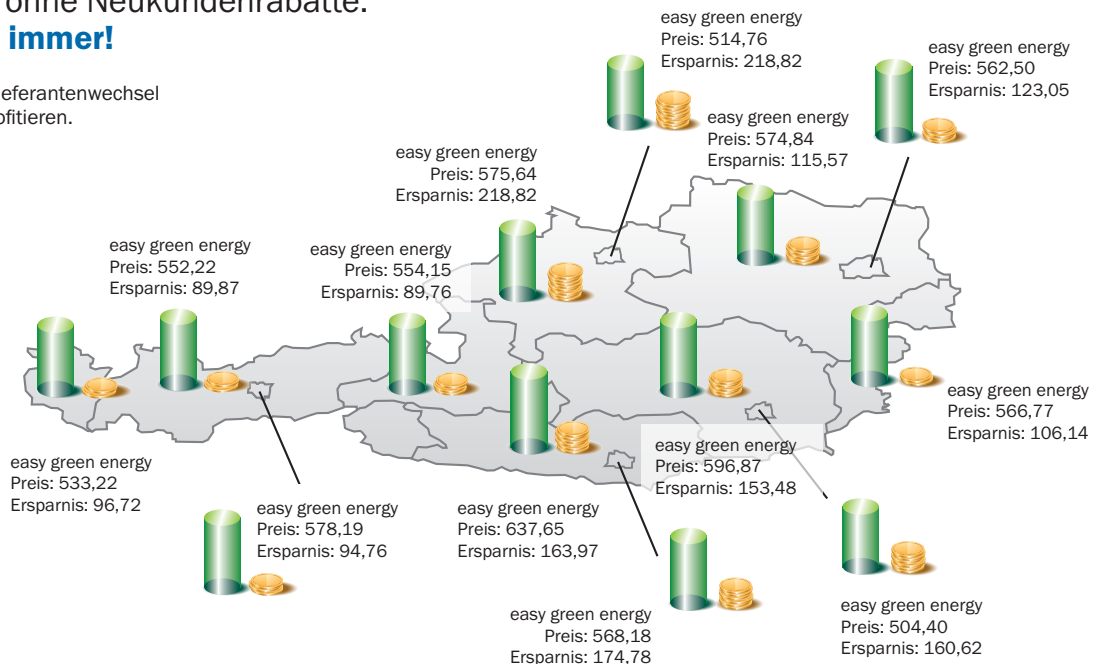 ohne Neukundenrabatte.
immer!
eferantenwechsel
ofitieren.
easy green energy
Preis: 514,76
Ersparnis: 218,82
easy green energy
Preis: 562,50
Ersparnis: 123,05
easy green energy
Preis: 574,84
Ersparnis: 115,57
easy green energy
Preis: 575,64
Ersparnis: 218,82
easy green energy
Preis: 552,22
Ersparnis: 89,87
easy green energy
Preis: 554,15
Ersparnis: 89,76
easy green energy
Preis: 566,77
Ersparnis: 106,14
easy green energy
Preis: 596,87
Ersparnis: 153,48
easy green energy
Preis: 533,22
Ersparnis: 96,72
easy green energy
Preis: 578,19
Ersparnis: 94,76
easy green energy
Preis: 637,65
Ersparnis: 163,97
easy green energy
Preis: 568,18
Ersparnis: 174,78
easy green energy
Preis: 504,40
Ersparnis: 160,62